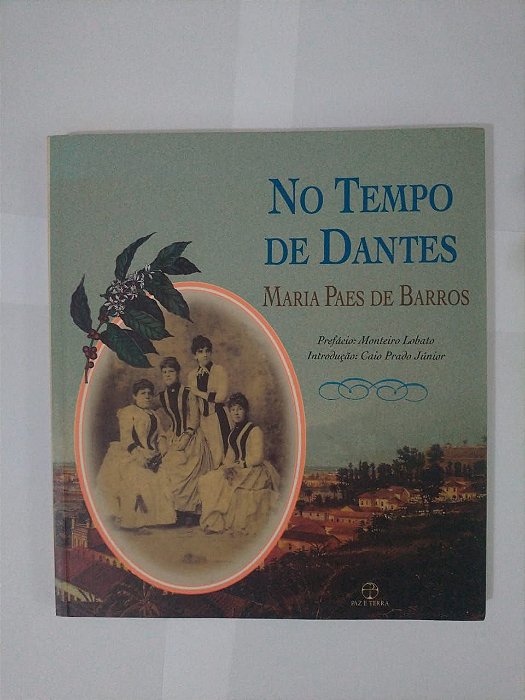 NO TEMPO
DE DANTES
MARIA PAES DE BARROS
Prefácio: Monteiro Lobato
Introdução: Caio Prado Júnior
PAZ E TERRA